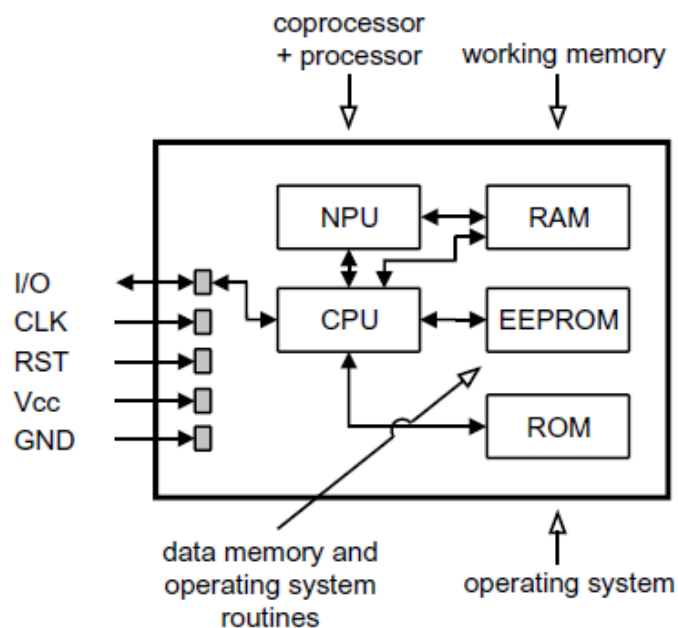 coprocessor
+ processor
working memory
NPU
RAM
I/O
CPU
EEPROM
CLK
RST
Vcc
GND
ROM
data memory and
operating system
routines
operating system